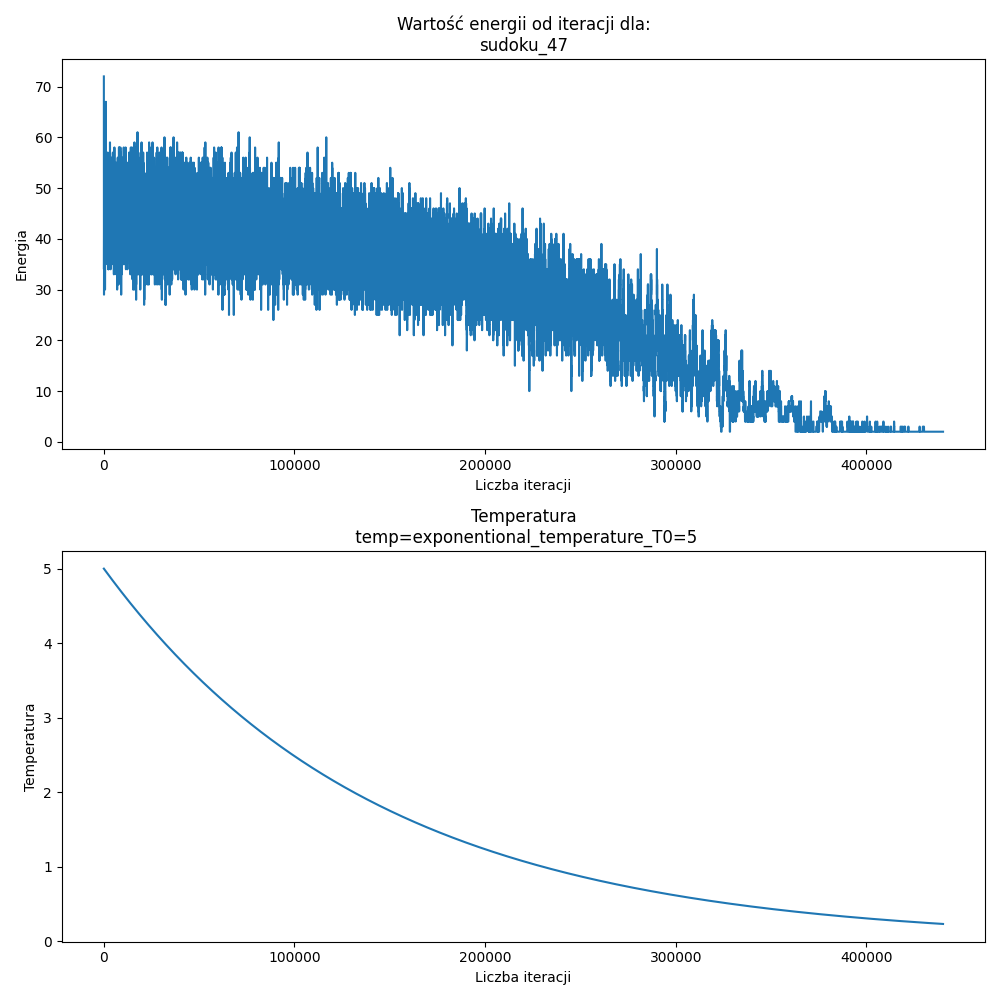 Wartość energii od iteracji dla:
sudoku_47
70
60
50
40
30
20
10
0
Energia
0 100000 200000 300000 400000
Liczba iteracji
Temperatura
temp=exponentional_temperature_T0=5
5
4
3
2
1
0
Temperatura
0 100000 200000 300000 400000
Liczba iteracji